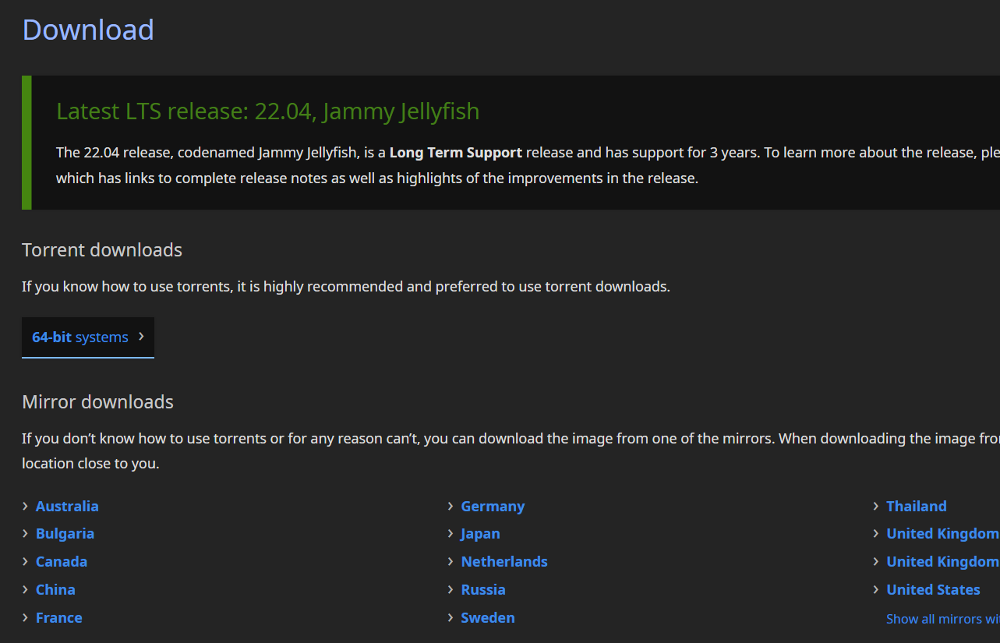 Download
Latest LTS release: 22.04, Jammy Jellyfish
The 22.04 release, codenamed Jammy Jellyfish, is a Long Term Support release and has support for 3 years. To learn more about the release,
which has links to complete release notes as well as highlights of the improvements in the release.
Torrent downloads
If you know how to use torrents, it is highly recommended and preferred to use torrent downloads.
64-bit systems
Mirror downloads
If you don’t know how to use torrents or for any reason can’t, you can download the image from one of the mirrors. When downloading the image
location close to you.
Australia
Bulgaria
Canada
China
France
Germany
Japan
Netherlands
Russia
Sweden
Thailand
United Kingdom
United Kingdom
United States
Show all mirrors